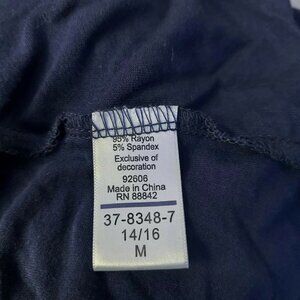 95% Rayon
5% Spandex
Exclusive of
decoration
92606
Made in China
RN 88842
37-8348-7
14/16
M